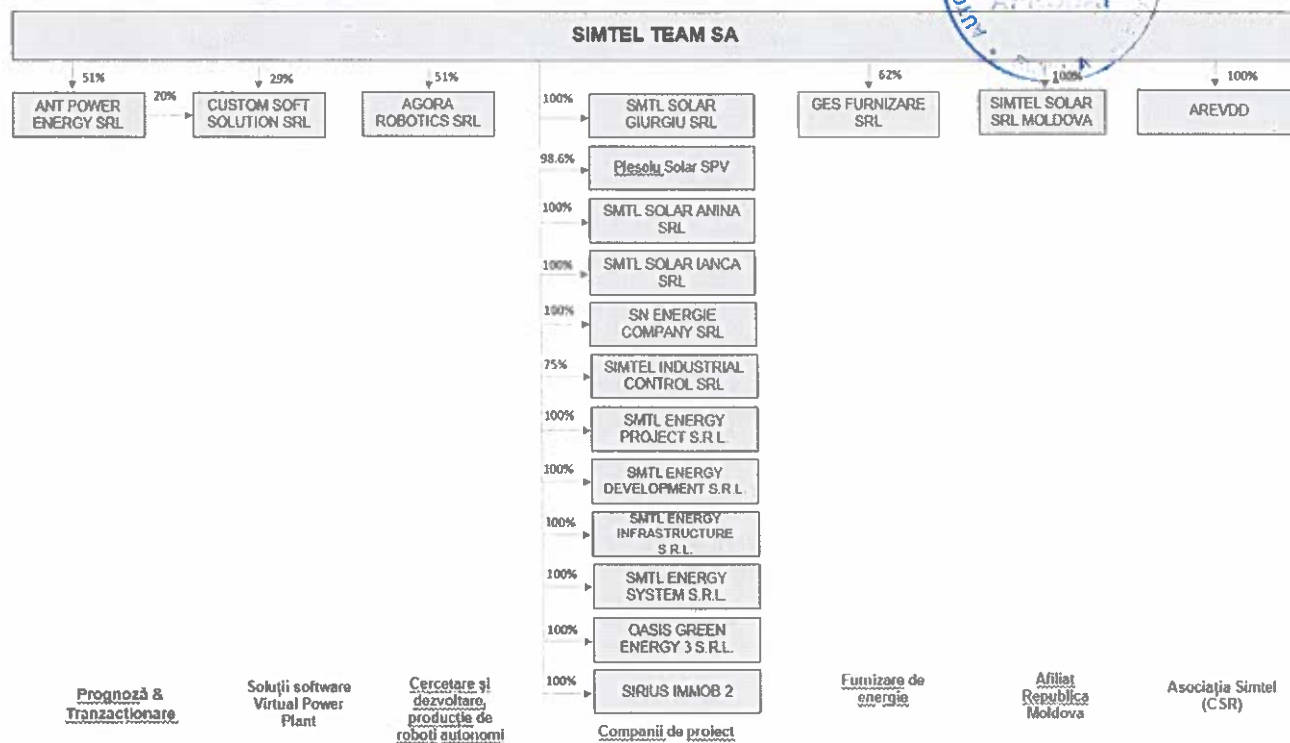 SIMTEL TEAM SA
51%
ANT POWER
ENERGY SRL
20%
29%
CUSTOM SOFT
SOLUTION SRL
51%
AGORA
ROBOTICS SRL
100%
SMTL SOLAR
GIURGIU SRL
98.6%
Plesoiu Solar SPV
100%
SMTL SOLAR ANINA
SRL
100%
SMTL SOLAR IANCA
SRL
100%
SN ENERGIE
COMPANY SRL
75%
SIMTEL INDUSTRIAL
CONTROL SRL
100%
SMTL ENERGY
PROJECT S.R.L.
100%
SMTL ENERGY
DEVELOPMENT S.R.L.
100%
SMTL ENERGY
INFRASTRUCTURE
S.R.L.
100%
SMTL ENERGY
SYSTEM S.R.L.
100%
OASIS GREEN
ENERGY 3 S.R.L.
100%
SIRIUS IMMOB 2
62%
GES FURNIZARE
SRL
100%
SIMTEL SOLAR
SRL MOLDOVA
100%
AREVDD
Prognoză &
Tranzactionare
Soluții software
Virtual Power
Plant
Cercetare și
dezvoltare,
producție de
roboți autonomi
Companii de proiect
Furnizare de
energie
Afiliat
Republica
Moldova
Asociația Simtel
(CSR)